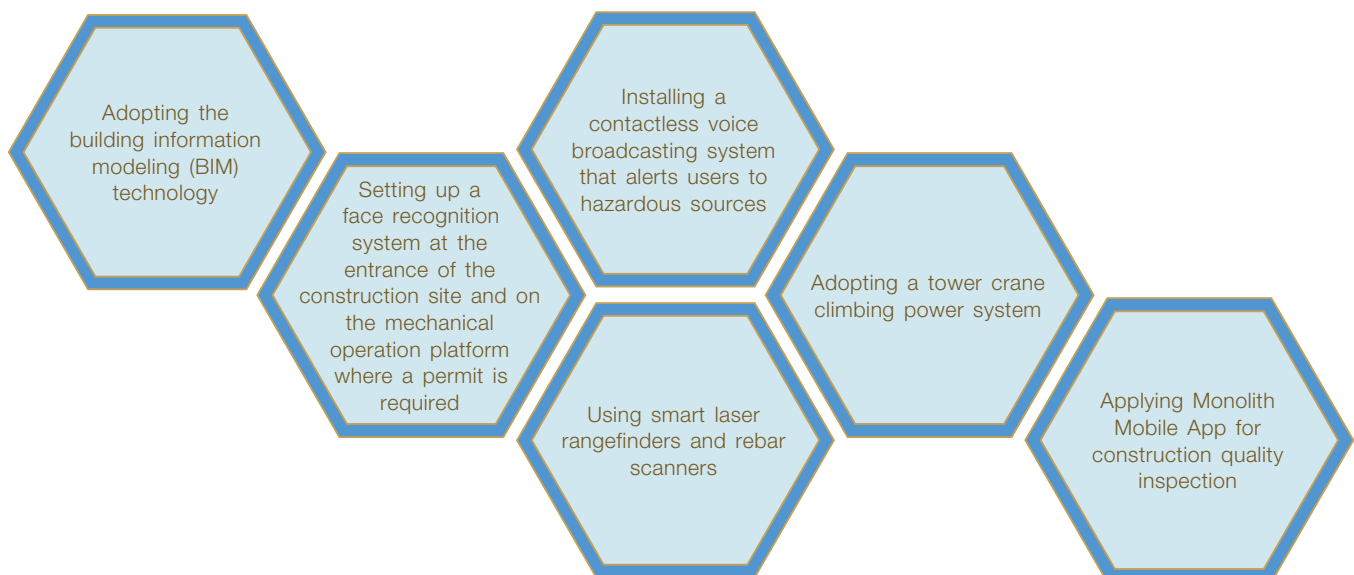 Adopting the
building information
modeling (BIM)
technology
Setting up a
face recognition
system at the
entrance of the
construction site and on
the mechanical
operation platform
where a permit is
required
Installing a
contactless voice
broadcasting system
that alerts users to
hazardous sources
Using smart laser
rangefinders and rebar
scanners
Adopting a tower crane
climbing power system
Applying Monolith
Mobile App for
construction quality
inspection